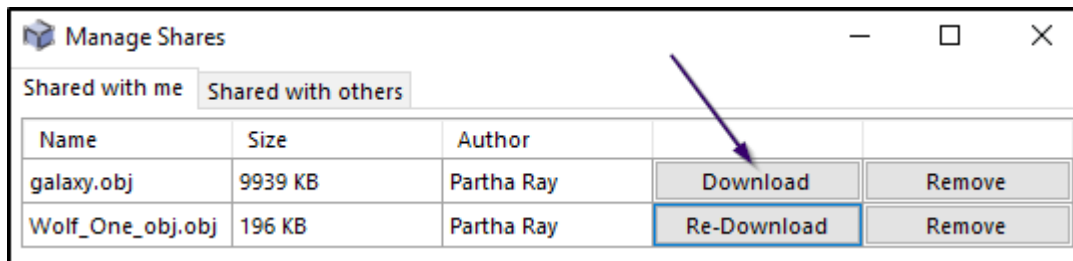 Manage Shares
Shared with me Shared with others
Name Size Author
galaxy.obj 9939 KB Partha Ray Download Remove
Wolf_One_obj.obj 196 KB Partha Ray Re-Download Remove